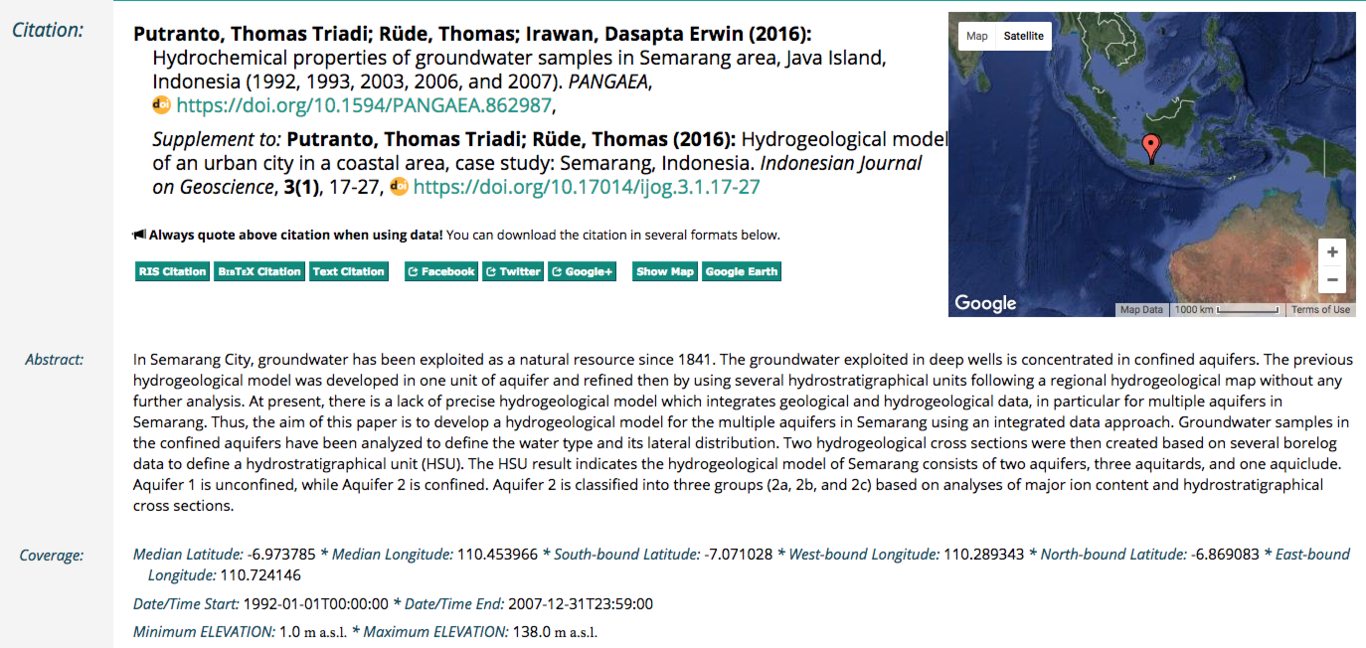 Citation:
Putranto, Thomas Triadi; Rüde, Thomas; Irawan, Dasapta Erwin (2016):
Hydrochemical properties of groundwater samples in Semarang area, Java Island,
Indonesia (1992, 1993, 2003, 2006, and 2007). PANGAEA,
doi https://doi.org/10.1594/PANGAEA.862987,
Supplement to: Putranto, Thomas Triadi; Rüde, Thomas (2016): Hydrogeological model
of an urban city in a coastal area, case study: Semarang, Indonesia. Indonesian Journal
on Geoscience, 3(1), 17-27, doi https://doi.org/10.17014/ijog.3.1.17-27
Always quote above citation when using data! You can download the citation in several formats below.
RIS Citation BibTeX Citation Text Citation Facebook Twitter Google+ Show Map Google Earth
Map Satellite
+
−
Google
Map Data 1000 km Terms of Use
Abstract:
In Semarang City, groundwater has been exploited as a natural resource since 1841. The groundwater exploited in deep wells is concentrated in confined aquifers. The previous
hydrogeological model was developed in one unit of aquifer and refined then by using several hydrostratigraphical units following a regional hydrogeological map without any
further analysis. At present, there is a lack of precise hydrogeological model which integrates geological and hydrogeological data, in particular for multiple aquifers in
Semarang. Thus, the aim of this paper is to develop a hydrogeological model for the multiple aquifers in Semarang using an integrated data approach. Groundwater samples in
the confined aquifers have been analyzed to define the water type and its lateral distribution. Two hydrogeological cross sections were then created based on several borelog
data to define a hydrostratigraphical unit (HSU). The HSU result indicates the hydrogeological model of Semarang consists of two aquifers, three aquitards, and one aquiclude.
Aquifer 1 is unconfined, while Aquifer 2 is confined. Aquifer 2 is classified into three groups (2a, 2b, and 2c) based on analyses of major ion content and hydrostratigraphical
cross sections.
Coverage:
Median Latitude: -6.973785 * Median Longitude: 110.453966 * South-bound Latitude: -7.071028 * West-bound Longitude: 110.289343 * North-bound Latitude: -6.869083 * East-bound
Longitude: 110.724146
Date/Time Start: 1992-01-01T00:00:00 * Date/Time End: 2007-12-31T23:59:00
Minimum ELEVATION: 1.0 m a.s.l. * Maximum ELEVATION: 138.0 m a.s.l.